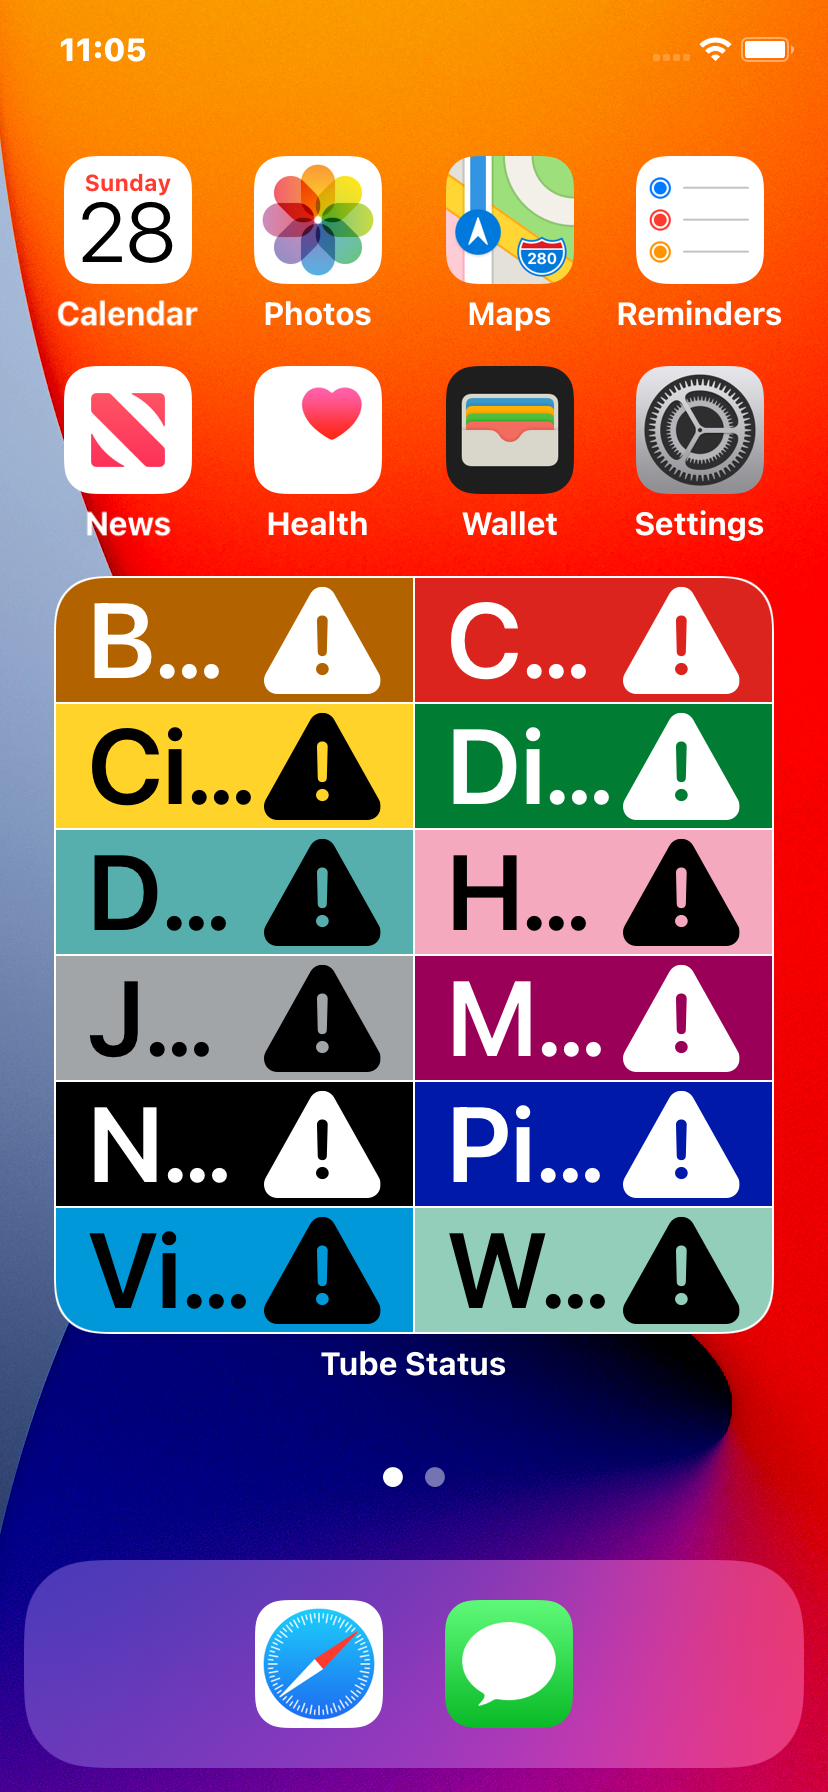 11:05
Sunday
28
280
Calendar Photos Maps Reminders
News Health Wallet Settings
B... C...
Ci... Di...
D... H...
J... M...
N... Pi...
Vi... W...
Tube Status